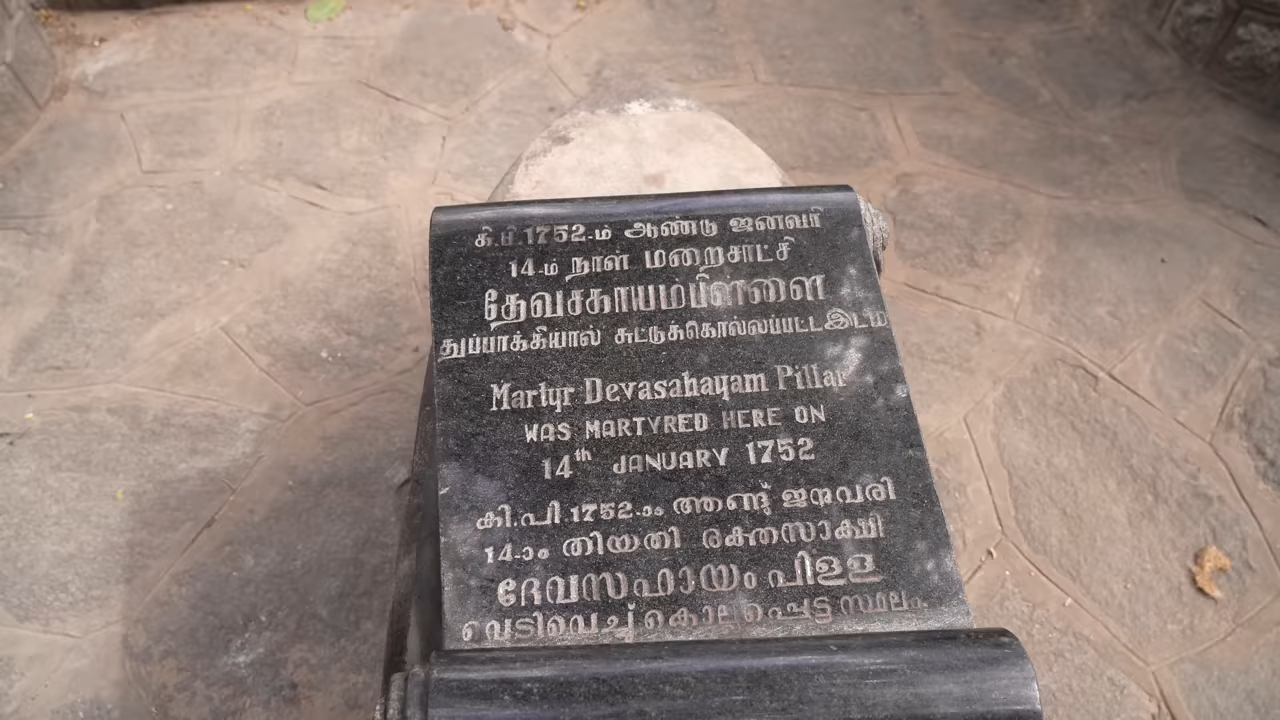 கி.பி.1752-ம் ஆண்டு ஜனவரி
14-ம் நாள் மறைசாட்சி
தேவசகாயம்பிள்ளை
துப்பாக்கியால் சுட்டுக்கொல்லப்பட்ட இடம்
Martyr Devasahayam Pillai
WAS MARTYRED HERE ON
14th JANUARY 1752
കി.പി 1752-ാം ആണ്ടു് ജനുവരി
14-ാം തിയതി രക്തസാക്ഷി
ദേവസഹായം പിള്ള
വെടിവെച്ച് കൊല്ലപ്പെട്ട സ്ഥലം